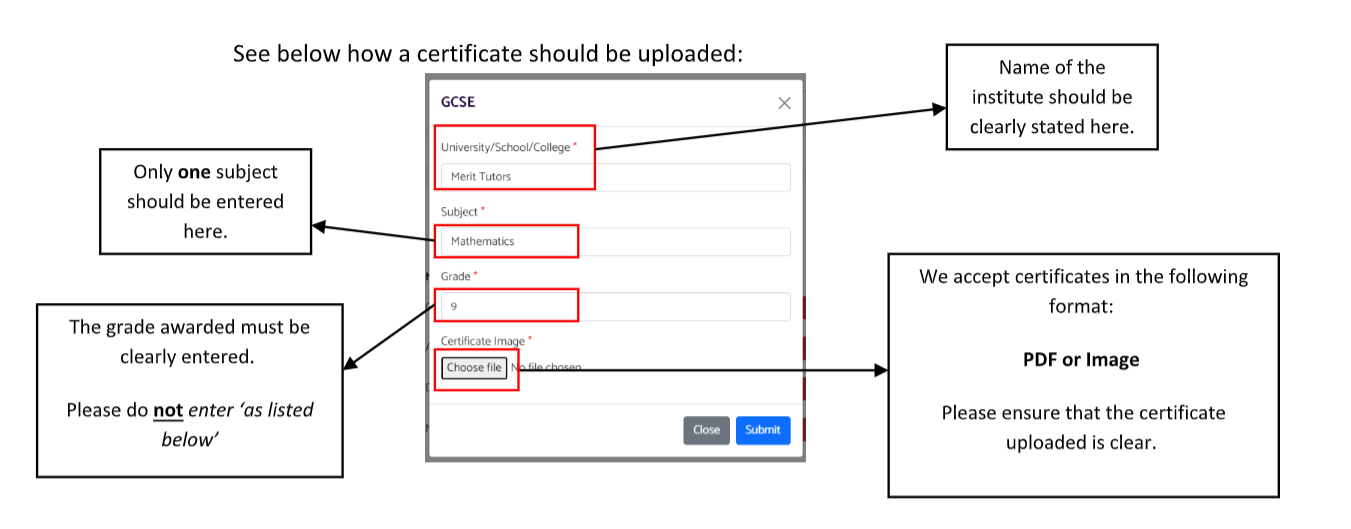 See below how a certificate should be uploaded:
Name of the
institute should be
clearly stated here.
GCSE
University/School/College *
Merit Tutors
Only one subject
should be entered
here.
Subject *
Mathematics
Grade *
9
The grade awarded must be
clearly entered.
Please do not enter ‘as listed
below’
Certificate Image *
Choose file No file chosen
Close Submit
We accept certificates in the following
format:
PDF or Image
Please ensure that the certificate
uploaded is clear.